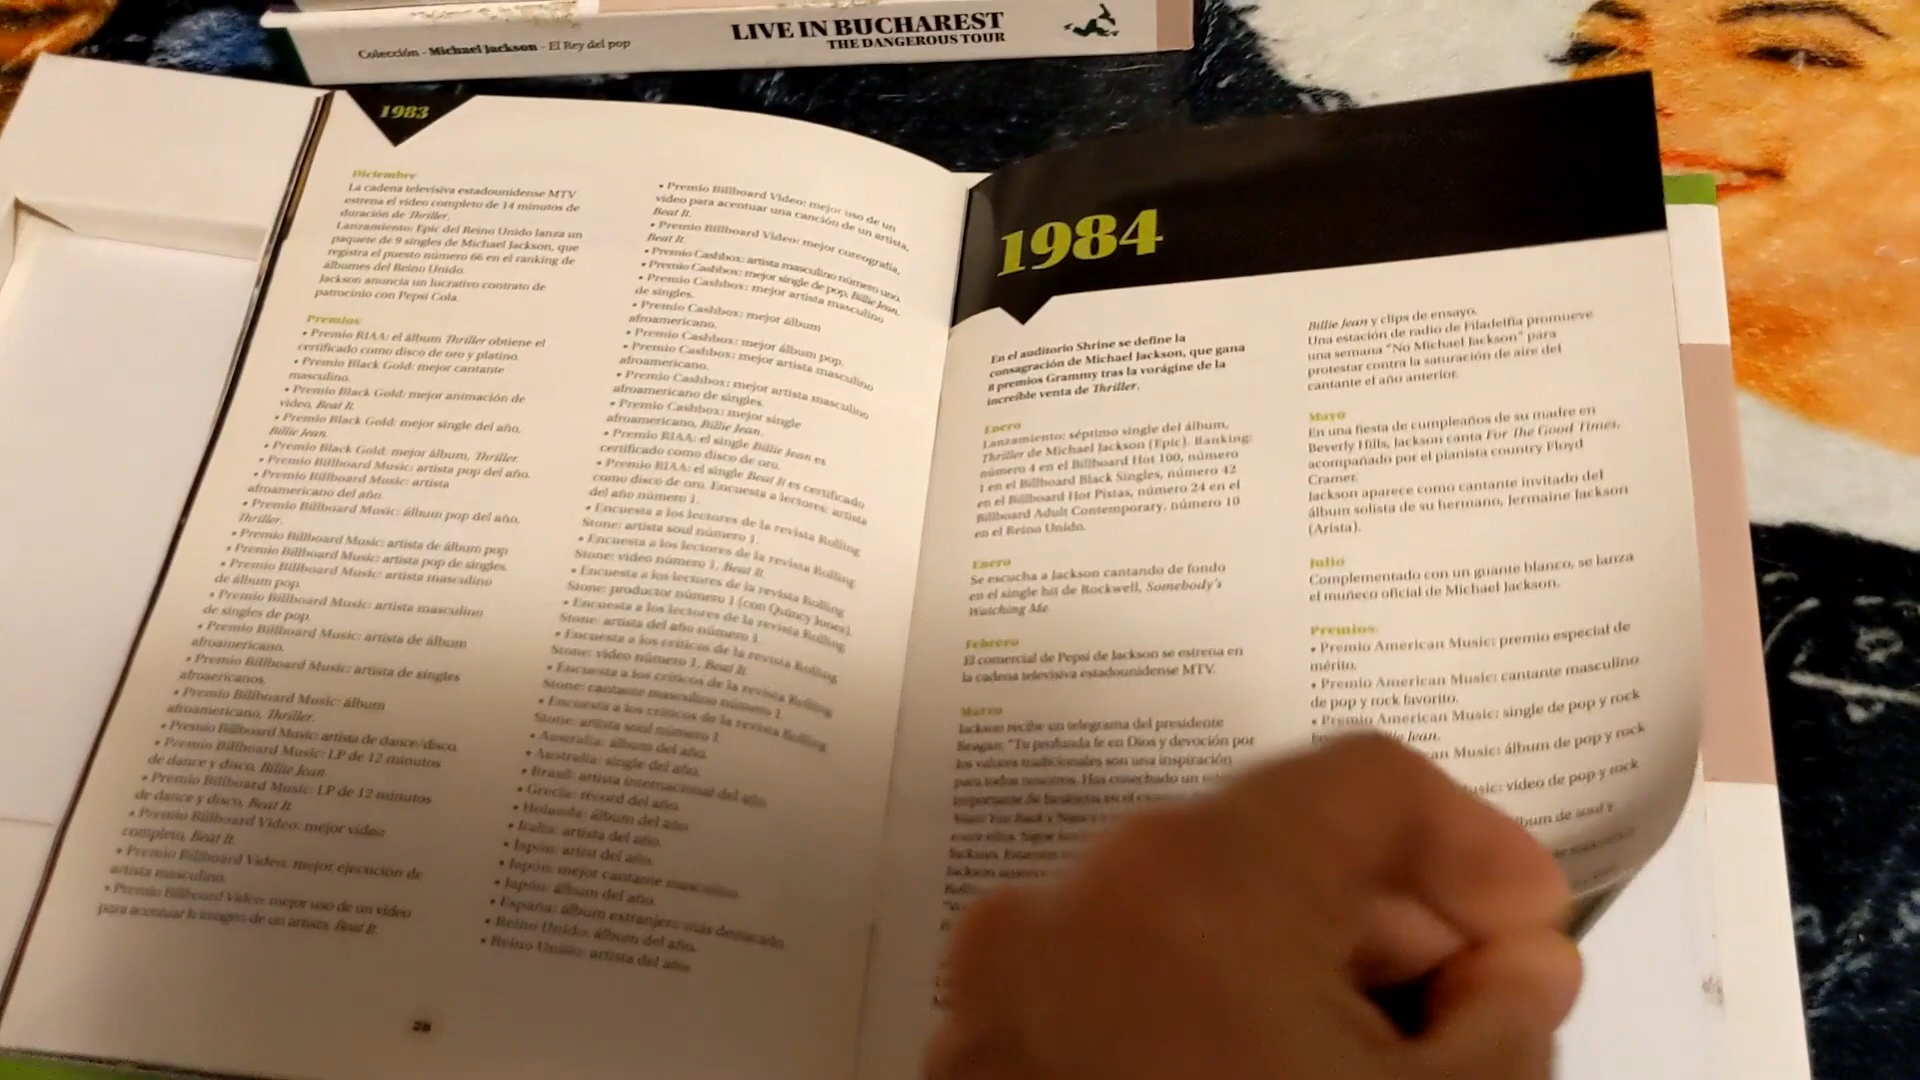 Colección - Michael Jackson - El Rey del pop
LIVE IN BUCHAREST
THE DANGEROUS TOUR
1983
Diciembre
La cadena televisiva estadounidense MTV
estrena el video completo de 14 minutos de
duración de Thriller.
Lanzamiento: Epic del Reino Unido lanza un
paquete de 9 singles de Michael Jackson, que
registra el puesto número 66 en el ranking de
álbumes del Reino Unido.
Jackson anuncia un lucrativo contrato de
patrocinio con Pepsi Cola.
Premios
• Premio RIAA: el álbum Thriller obtiene el
certificado como disco de oro y platino.
• Premio Black Gold: mejor cantante
masculino.
• Premio Black Gold: mejor animación de
video, Beat It.
• Premio Black Gold: mejor single del año,
Billie Jean.
• Premio Black Gold: mejor álbum, Thriller.
• Premio Billboard Music: artista pop del año.
• Premio Billboard Music: artista
afroamericano del año.
• Premio Billboard Music: álbum pop del año,
Thriller.
• Premio Billboard Music: artista de álbum pop
• Premio Billboard Music: artista pop de singles.
• Premio Billboard Music: artista masculino
de álbum pop.
• Premio Billboard Music: artista masculino
de singles de pop.
• Premio Billboard Music: artista de álbum
afroamericano.
• Premio Billboard Music: artista de singles
afroaericanos.
• Premio Billboard Music: álbum
afroamericano, Thriller.
• Premio Billboard Music: artista de dance/disco.
• Premio Billboard Music: LP de 12 minutos
de dance y disco, Billie Jean.
• Premio Billboard Music: LP de 12 minutos
de dance y disco, Beat It.
• Premio Billboard Video: mejor video
completo, Beat It.
• Premio Billboard Video: mejor ejecución de
artista masculino.
• Premio Billboard Video: mejor uso de un video
para acentuar la imagen de un artista, Beat It.
• Premio Billboard Video: mejor uso de un
video para acentuar una canción de un artista,
Beat It.
• Premio Billboard Video: mejor coreografía,
Beat It.
• Premio Cashbox: artista masculino número uno.
• Premio Cashbox: mejor single de pop, Billie Jean.
• Premio Cashbox: mejor artista masculino
de singles.
• Premio Cashbox: mejor álbum
afroamericano.
• Premio Cashbox: mejor álbum pop.
• Premio Cashbox: mejor artista masculino
afroamericano.
• Premio Cashbox: mejor artista masculino
afroamericano de singles.
• Premio Cashbox: mejor single
afroamericano, Billie Jean.
• Premio RIAA: el single Billie Jean es
certificado como disco de oro.
• Premio RIAA: el single Beat It es certificado
como disco de oro. Encuesta a lectores: artista
del año número 1.
• Encuesta a los lectores de la revista Rolling
Stone: artista soul número 1.
• Encuesta a los lectores de la revista Rolling
Stone: video número 1, Beat It.
• Encuesta a los lectores de la revista Rolling
Stone: productor número 1 (con Quincy Jones).
• Encuesta a los lectores de la revista Rolling
Stone: artista del año número 1.
• Encuesta a los críticos de la revista Rolling
Stone: video número 1, Beat It.
• Encuesta a los críticos de la revista Rolling
Stone: cantante masculino número 1.
• Encuesta a los críticos de la revista Rolling
Stone: artista soul número 1.
• Australia: álbum del año.
• Australia: single del año.
• Brasil: artista internacional del año.
• Grecia: récord del año.
• Holanda: álbum del año.
• Italia: artista del año.
• Japón: artist del año.
• Japón: mejor cantante masculino.
• Japón: álbum del año.
• España: álbum extranjero más destacado.
• Reino Unido: álbum del año.
• Reino Unido: artista del año.
28
1984
En el auditorio Shrine se define la
consagración de Michael Jackson, que gana
8 premios Grammy tras la vorágine de la
increíble venta de Thriller.
Enero
Lanzamiento: séptimo single del álbum,
Thriller de Michael Jackson (Epic). Ranking:
número 4 en el Billboard Hot 100, número
1 en el Billboard Black Singles, número 42
en el Billboard Hot Pistas, número 24 en el
Billboard Adult Contemporary, número 10
en el Reino Unido.
Enero
Se escucha a Jackson cantando de fondo
en el single hit de Rockwell, Somebody's
Watching Me.
Febrero
El comercial de Pepsi de Jackson se estrena en
la cadena televisiva estadounidense MTV.
Marzo
Jackson recibe un telegrama del presidente
Reagan: "Tu profunda fe en Dios y devoción por
los valores tradicionales son una inspiración
para todos nosotros. Has cosechado un
importante de fanáticos en el
Jackson
Jackson aparece
Billie Jean y clips de ensayo.
Una estación de radio de Filadelfia promueve
una semana "No Michael Jackson" para
protestar contra la saturación de aire del
cantante el año anterior.
Mayo
En una fiesta de cumpleaños de su madre en
Beverly Hills, Jackson canta For The Good Times,
acompañado por el pianista country Floyd
Cramer.
Jackson aparece como cantante invitado del
álbum solista de su hermano, Jermaine Jackson
(Arista).
Julio
Complementado con un guante blanco, se lanza
el muñeco oficial de Michael Jackson.
Premios
• Premio American Music: premio especial de
mérito.
• Premio American Music: cantante masculino
de pop y rock favorito.
• Premio American Music: single de pop y rock
Jean.
Music: álbum de pop y rock
video de pop y rock
de soul y